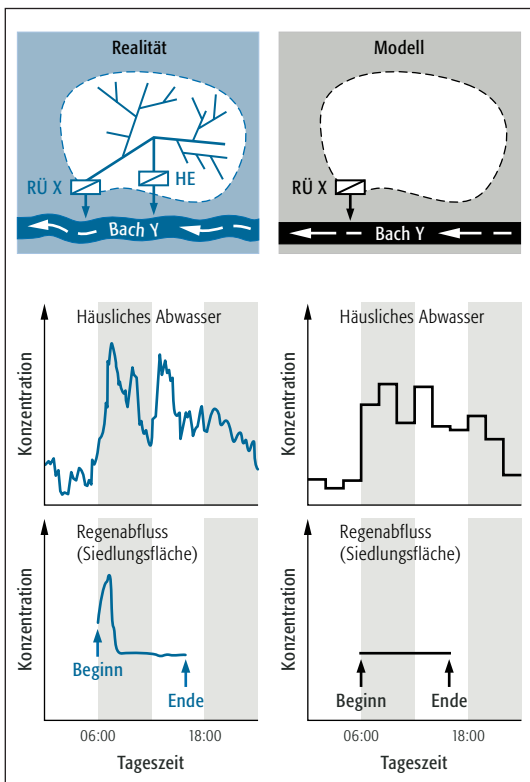 Realität
RÜ X
HE
Bach Y
Modell
RÜ X
Bach Y
Häusliches Abwasser
Konzentration
Häusliches Abwasser
Konzentration
Regenabfluss
(Siedlungsfläche)
Konzentration
Beginn
Ende
06:00
18:00
Tageszeit
Regenabfluss
(Siedlungsfläche)
Konzentration
Beginn
Ende
06:00
18:00
Tageszeit